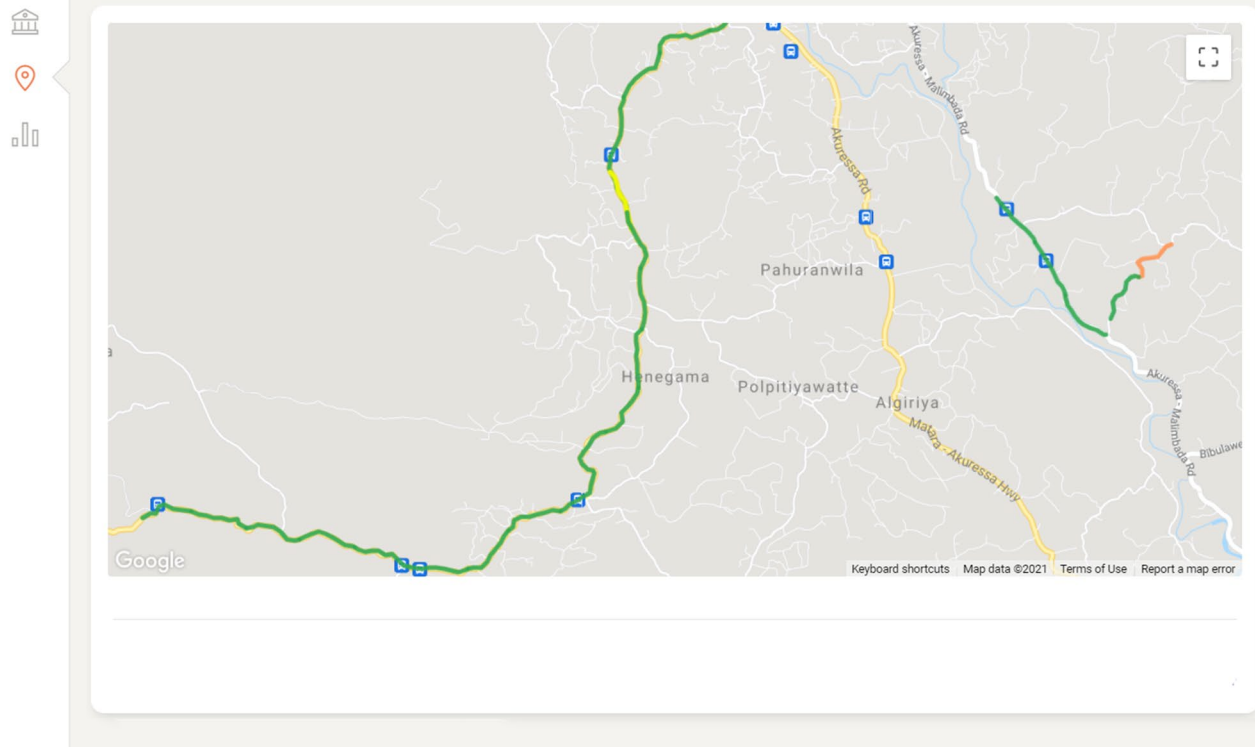 Akuressa - Malimbada Rd
Akuressa Rd
Pahuranwila
Henegama
Polpitiyawatte
Algiriya
Akuressa - Malimbada Rd
Matara - Akuressa Hwy
Bibulawe
a
Google
Keyboard shortcuts
Map data ©2021
Terms of Use
Report a map error